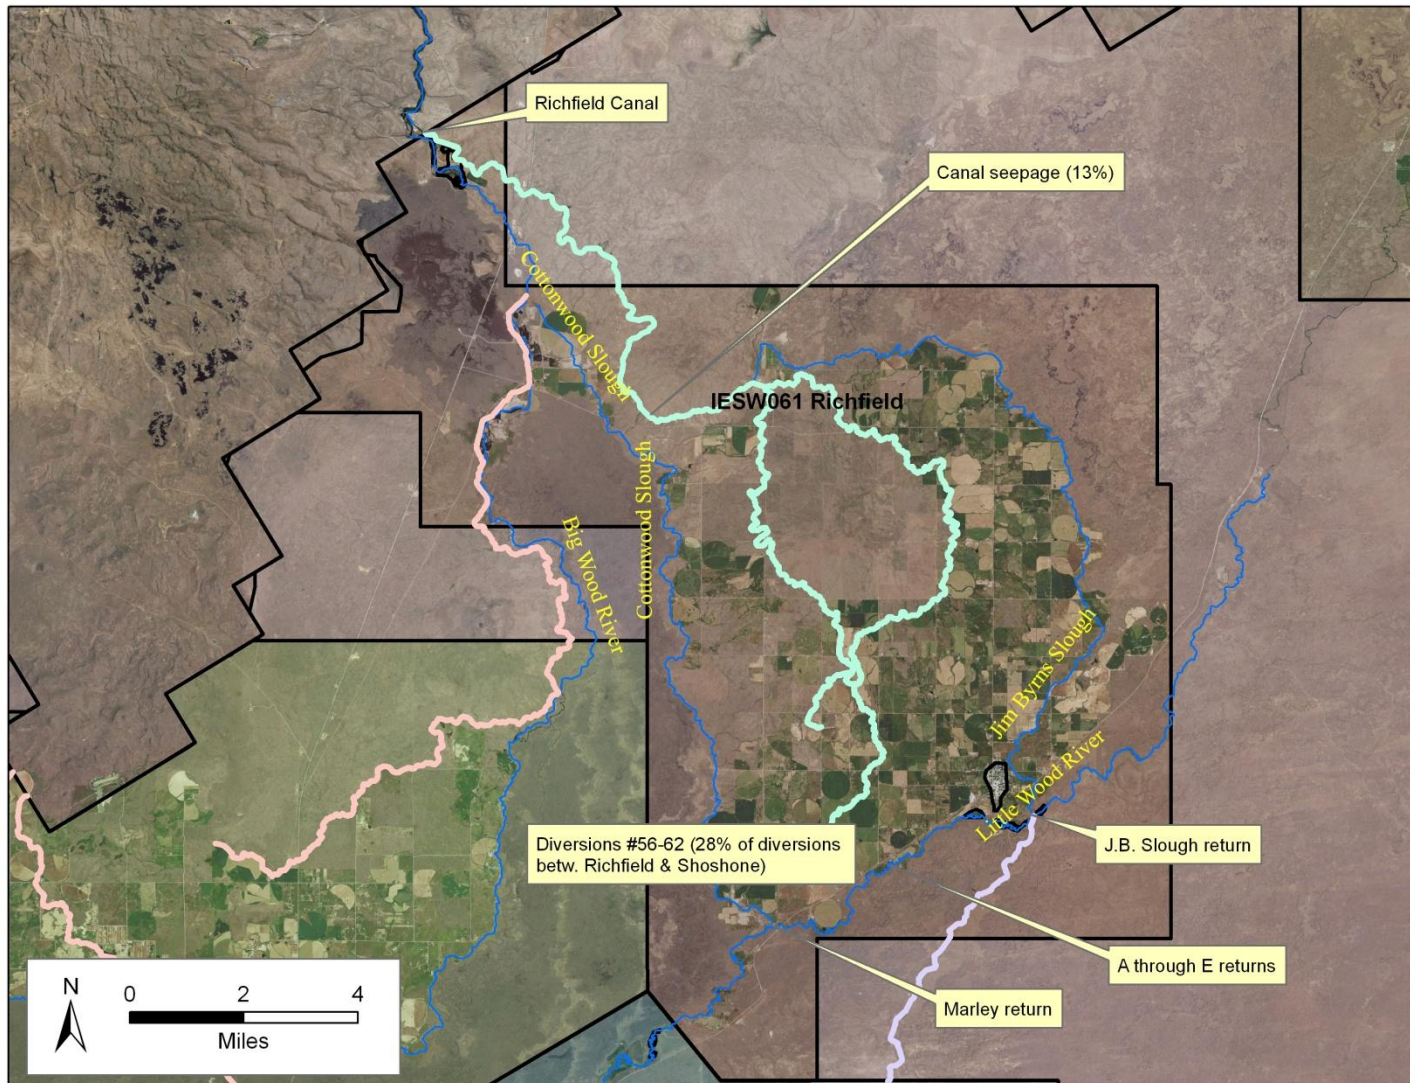 Richfield Canal
Canal seepage (13%)
Cottonwood Slough
IESW061 Richfield
Cottonwood Slough
Big Wood River
Jim Byrns Slough
Little Wood River
Diversions #56-62 (28% of diversions
betw. Richfield & Shoshone)
J.B. Slough return
A through E returns
Marley return
N
0 2 4
Miles